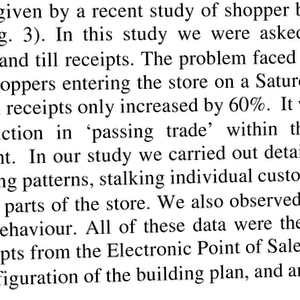 given by a recent study of shopper b
g. 3). In this study we were asked
and till receipts. The problem faced
hoppers entering the store on a Satur
receipts only increased by 60%. It
ction in ‘passing trade’ within th
nt. In our study we carried out detai
ng patterns, stalking individual custo
parts of the store. We also observed
ehaviour. All of these data were the
pts from the Electronic Point of Sale
figuration of the building plan, and an